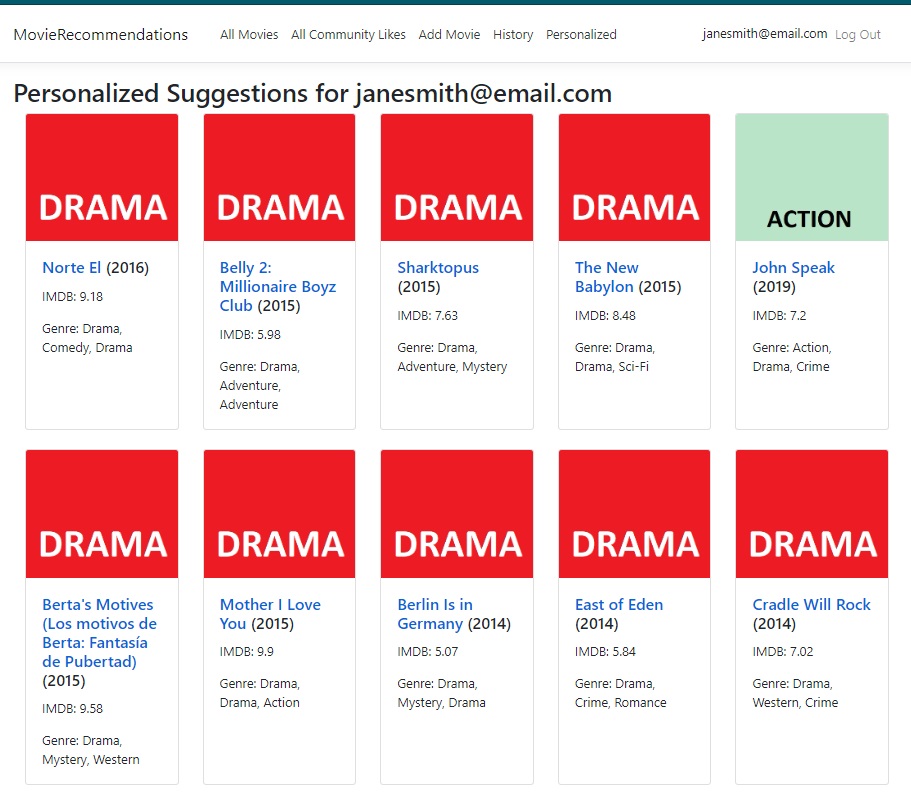 MovieRecommendations All Movies All Community Likes Add Movie History Personalized janesmith@email.com Log Out
Personalized Suggestions for janesmith@email.com
DRAMA
Norte El (2016)
IMDB: 9.18
Genre: Drama,
Comedy, Drama
DRAMA
Belly 2:
Millionaire Boyz
Club (2015)
IMDB: 5.98
Genre: Drama,
Adventure,
Adventure
DRAMA
Sharktopus
(2015)
IMDB: 7.63
Genre: Drama,
Adventure, Mystery
DRAMA
The New
Babylon (2015)
IMDB: 8.48
Genre: Drama,
Drama, Sci-Fi
ACTION
John Speak
(2019)
IMDB: 7.2
Genre: Action,
Drama, Crime
DRAMA
Berta's Motives
(Los motivos de
Berta: Fantasía
de Pubertad)
(2015)
IMDB: 9.58
Genre: Drama,
Mystery, Western
DRAMA
Mother I Love
You (2015)
IMDB: 9.9
Genre: Drama,
Drama, Action
DRAMA
Berlin Is in
Germany (2014)
IMDB: 5.07
Genre: Drama,
Mystery, Drama
DRAMA
East of Eden
(2014)
IMDB: 5.84
Genre: Drama,
Crime, Romance
DRAMA
Cradle Will Rock
(2014)
IMDB: 7.02
Genre: Drama,
Western, Crime